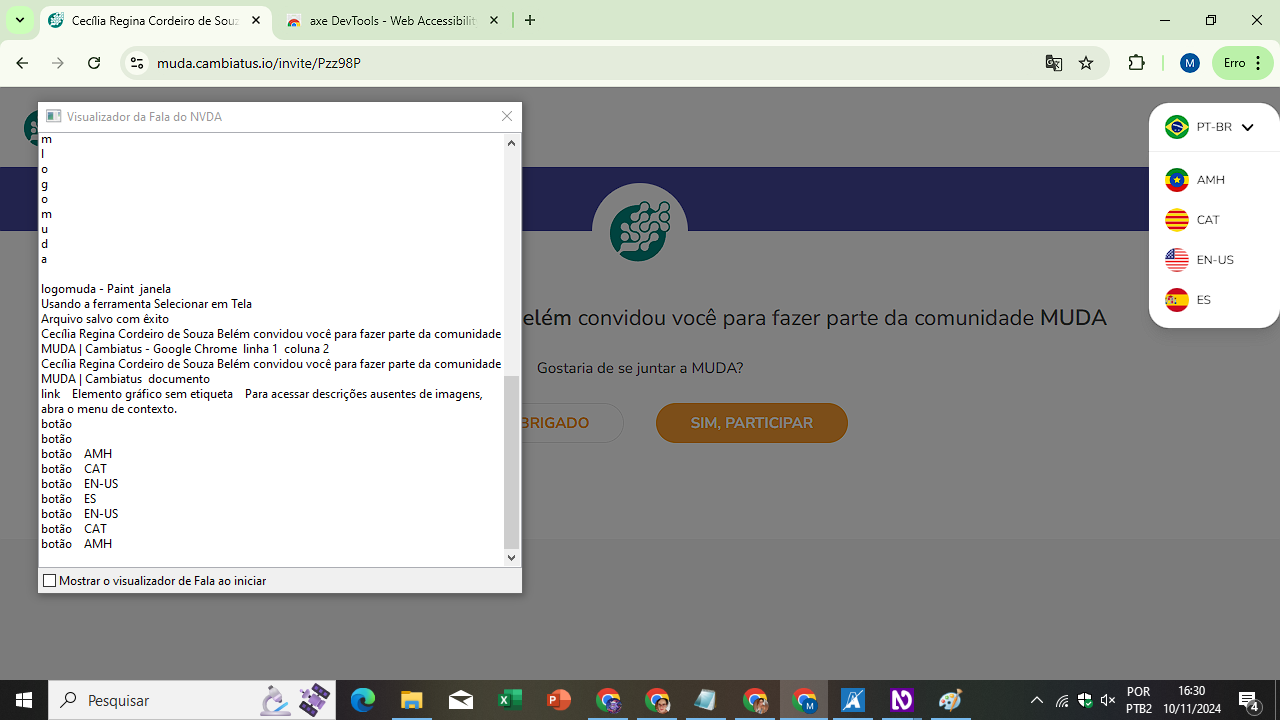 Cecília Regina Cordeiro de Souz
axe DevTools - Web Accessibilit
muda.cambiatus.io/invite/Pzz98P
M
Erro
Visualizador da Fala do NVDA
m
l
o
g
o
m
u
d
a
logomuda - Paint janela
Usando a ferramenta Selecionar em Tela
Arquivo salvo com êxito
Cecília Regina Cordeiro de Souza Belém convidou você para fazer parte da comunidade
MUDA | Cambiatus - Google Chrome linha 1 coluna 2
Cecília Regina Cordeiro de Souza Belém convidou você para fazer parte da comunidade
MUDA | Cambiatus documento
link Elemento gráfico sem etiqueta Para acessar descrições ausentes de imagens,
abra o menu de contexto.
botão
botão
botão AMH
botão CAT
botão EN-US
botão ES
botão EN-US
botão CAT
botão AMH
Mostrar o visualizador de Fala ao iniciar
PT-BR
AMH
CAT
EN-US
ES
elém convidou você para fazer parte da comunidade MUDA
Gostaria de se juntar a MUDA?
BRIGADO
SIM, PARTICIPAR
Pesquisar
POR
PTB2
16:30
10/11/2024
4